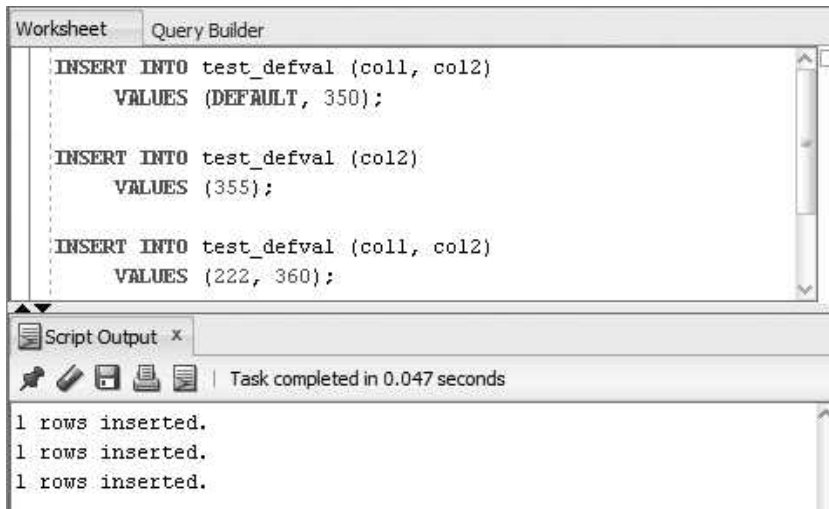 Worksheet Query Builder
INSERT INTO test_defval (col1, col2)
VALUES (DEFAULT, 350);
INSERT INTO test_defval (col2)
VALUES (355);
INSERT INTO test_defval (col1, col2)
VALUES (222, 360);
Script Output x
Task completed in 0.047 seconds
1 rows inserted.
1 rows inserted.
1 rows inserted.